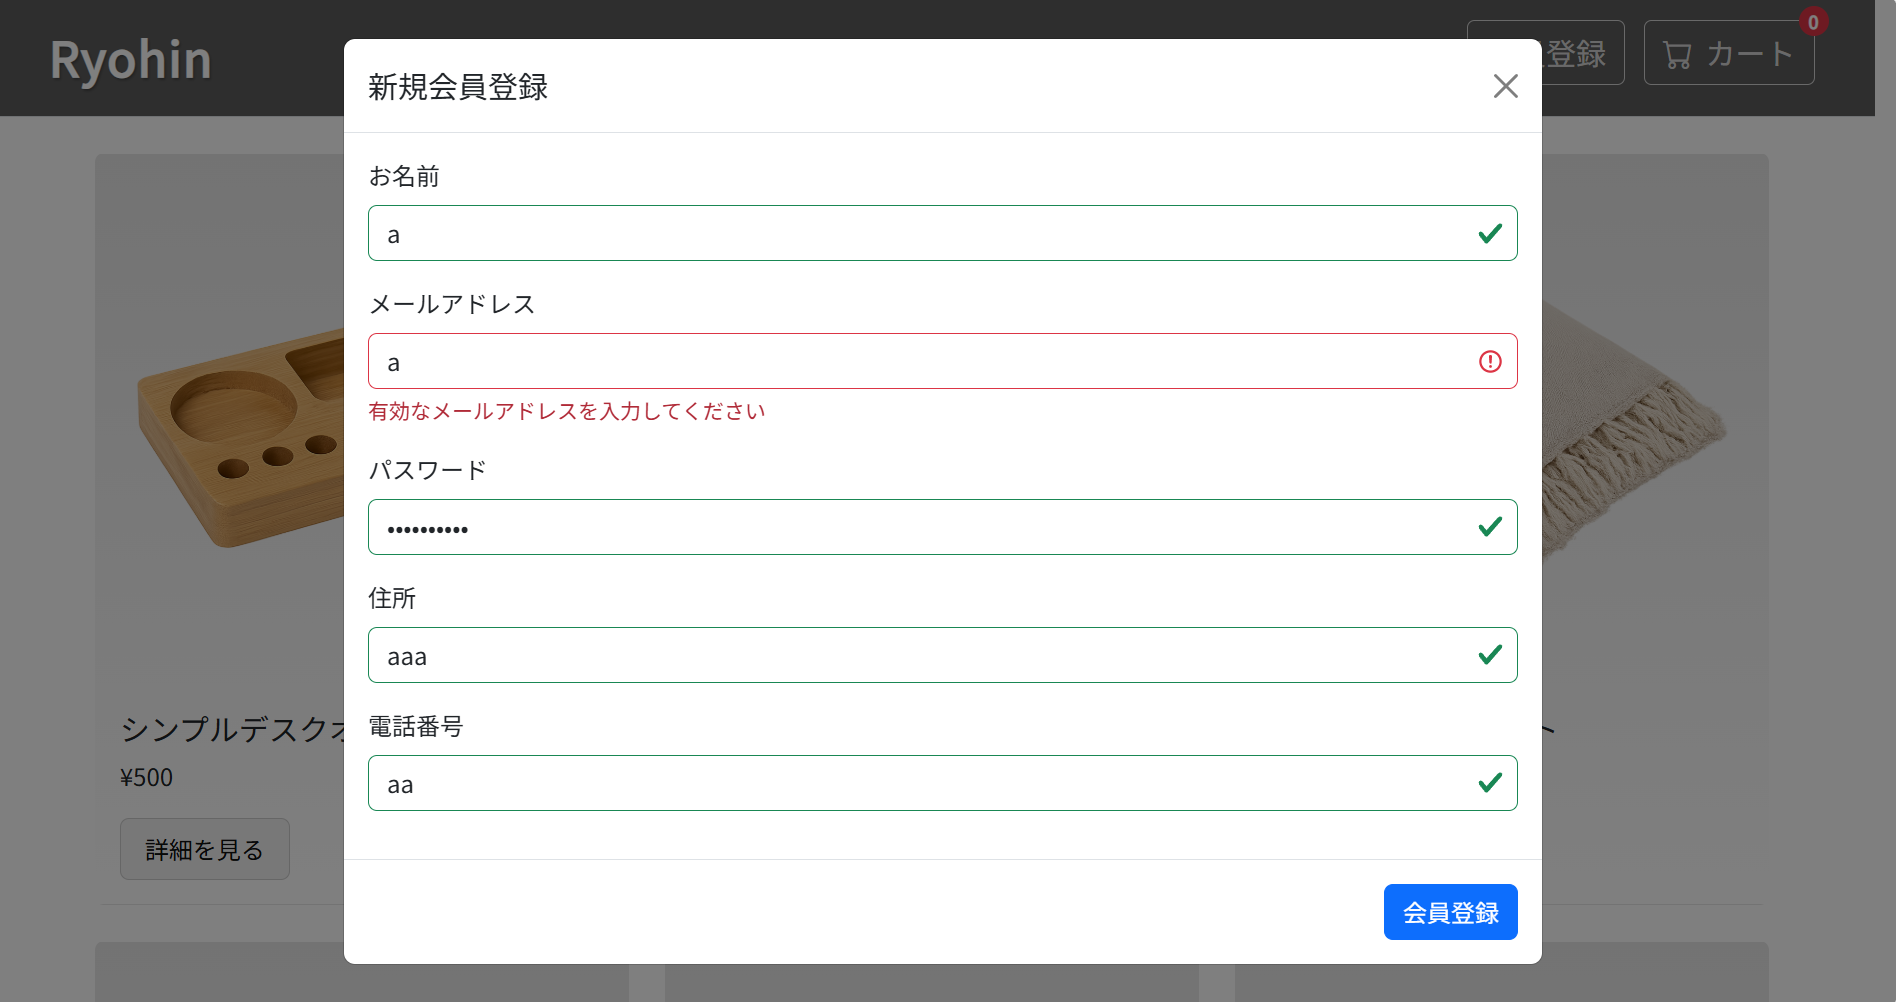 Ryohin
登録
カート
0
新規会員登録
お名前
a
メールアドレス
a
有効なメールアドレスを入力してください
パスワード
••••••••••
住所
aaa
電話番号
aa
会員登録
シンプルデスクオ
¥500
詳細を見る
ト